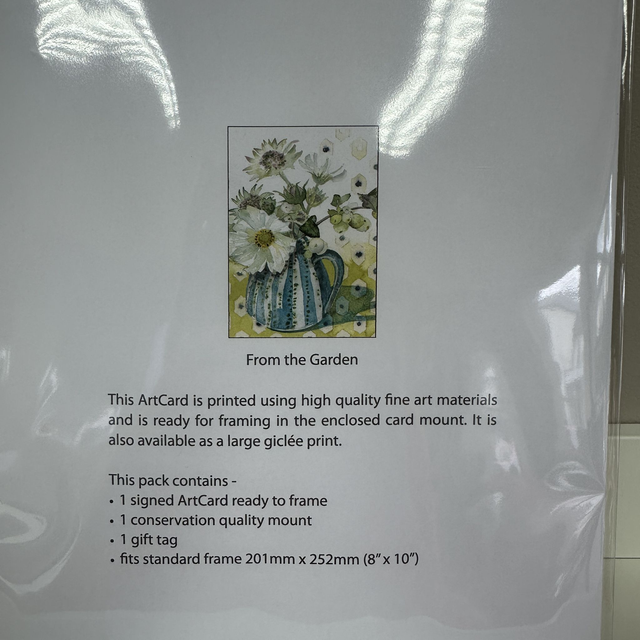 From the Garden
This ArtCard is printed using high quality fine art materials
and is ready for framing in the enclosed card mount. It is
also available as a large giclée print.
This pack contains -
• 1 signed ArtCard ready to frame
• 1 conservation quality mount
• 1 gift tag
• fits standard frame 201mm x 252mm (8” x 10”)